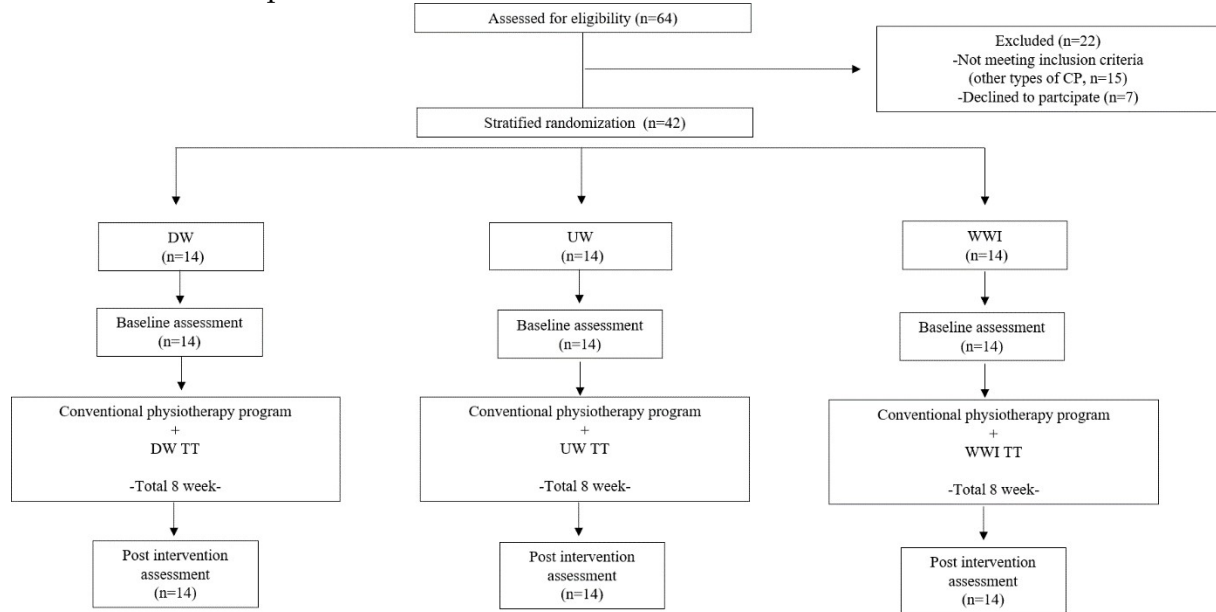 Assessed for eligibility (n=64)
Excluded (n=22)
-Not meeting inclusion criteria
(other types of CP, n=15)
-Declined to partcipate (n=7)
Stratified randomization (n=42)
DW
(n=14)
UW
(n=14)
WWI
(n=14)
Baseline assessment
(n=14)
Baseline assessment
(n=14)
Baseline assessment
(n=14)
Conventional physiotherapy program
+
DW TT
-Total 8 week-
Conventional physiotherapy program
+
UW TT
-Total 8 week-
Conventional physiotherapy program
+
WWI TT
-Total 8 week-
Post intervention
assessment
(n=14)
Post intervention
assessment
(n=14)
Post intervention
assessment
(n=14)